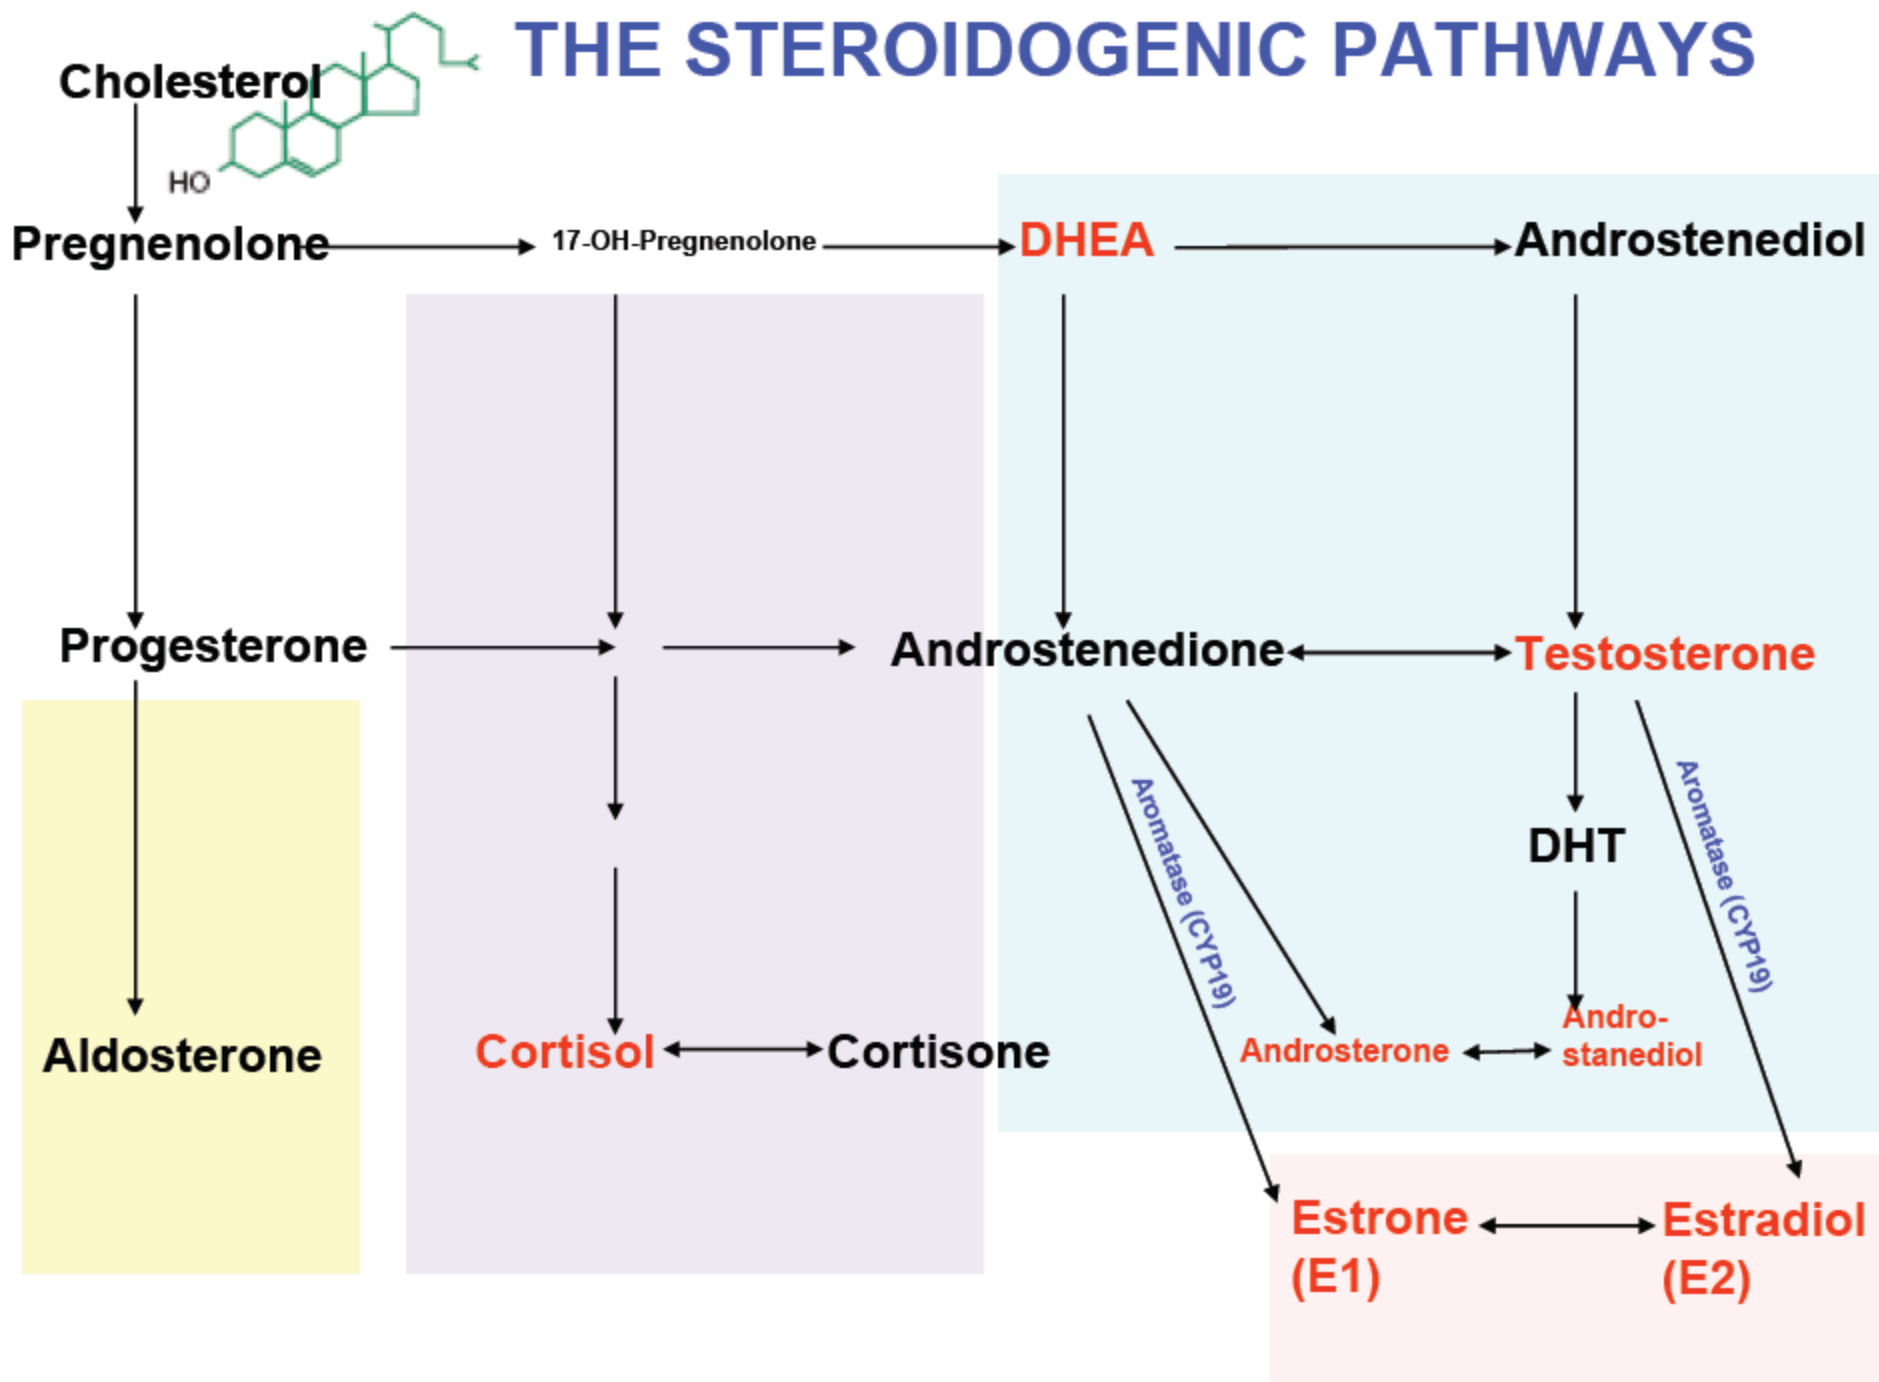 THE STEROIDOGENIC PATHWAYS
Cholesterol
HO
Pregnenolone
17-OH-Pregnenolone
DHEA
Androstenediol
Progesterone
Androstenedione
Testosterone
Aromatase (CYP19)
Aromatase (CYP19)
DHT
Aldosterone
Cortisol
Cortisone
Androsterone
Andro-
stanediol
Estrone
(E1)
Estradiol
(E2)